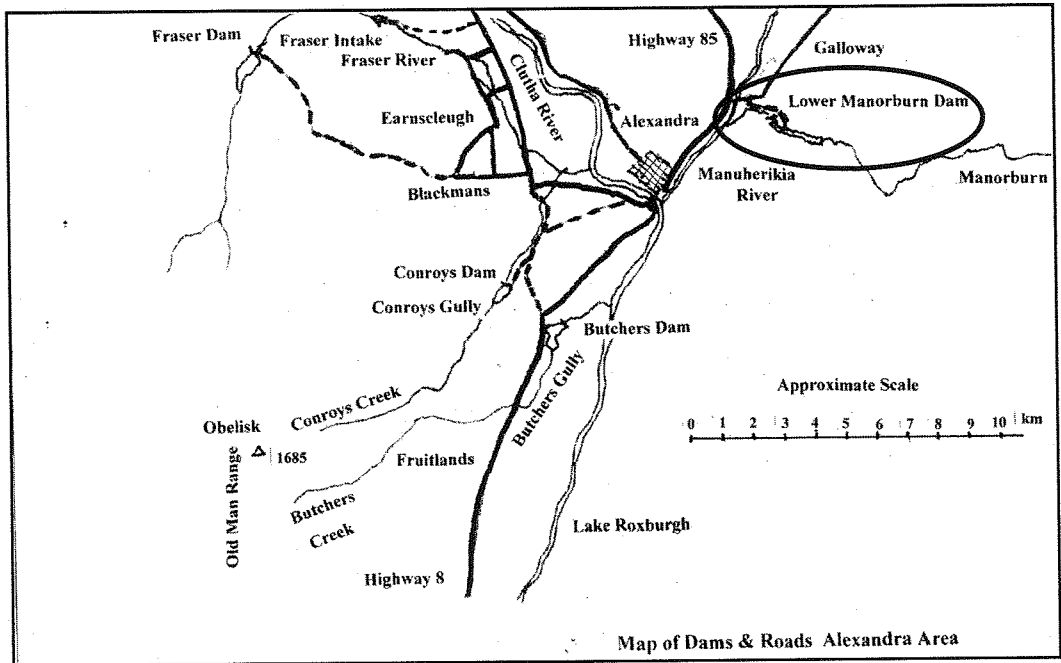 Fraser Dam
Fraser Intake
Fraser River
Highway 85
Galloway
Clutha River
Lower Manorburn Dam
Earnscleugh
Alexandra
Blackmans
Manuherikia
River
Manorburn
Conroys Dam
Conroys Gully
Butchers Dam
Butchers Gully
Approximate Scale
0 1 2 3 4 5 6 7 8 9 10 km
Conroys Creek
Obelisk
1685
Old Man Range
Fruitlands
Butchers
Creek
Lake Roxburgh
Highway 8
Map of Dams & Roads Alexandra Area